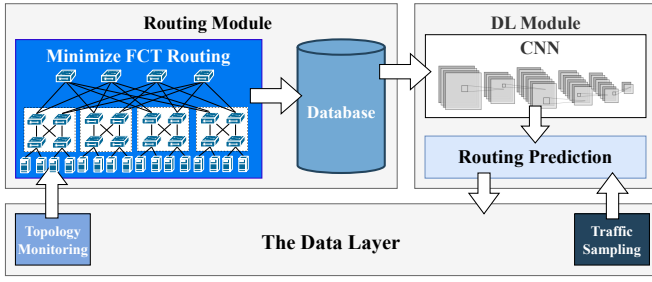 Routing Module
DL Module
Minimize FCT Routing
CNN
Database
Routing Prediction
Topology
Monitoring
The Data Layer
Traffic
Sampling